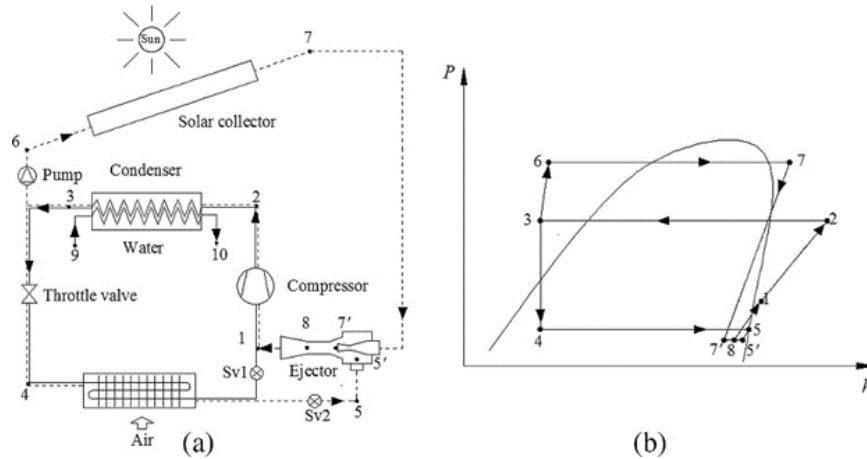 Sun
7
Solar collector
6
Pump
Condenser
3
2
Water
9
10
Throttle valve
Compressor
1
8
7'
5'
Ejector
Sv1
4
Sv2
5
Air
(a)
P
6
7
3
2
1
4
5
7'
8
5'
h
(b)